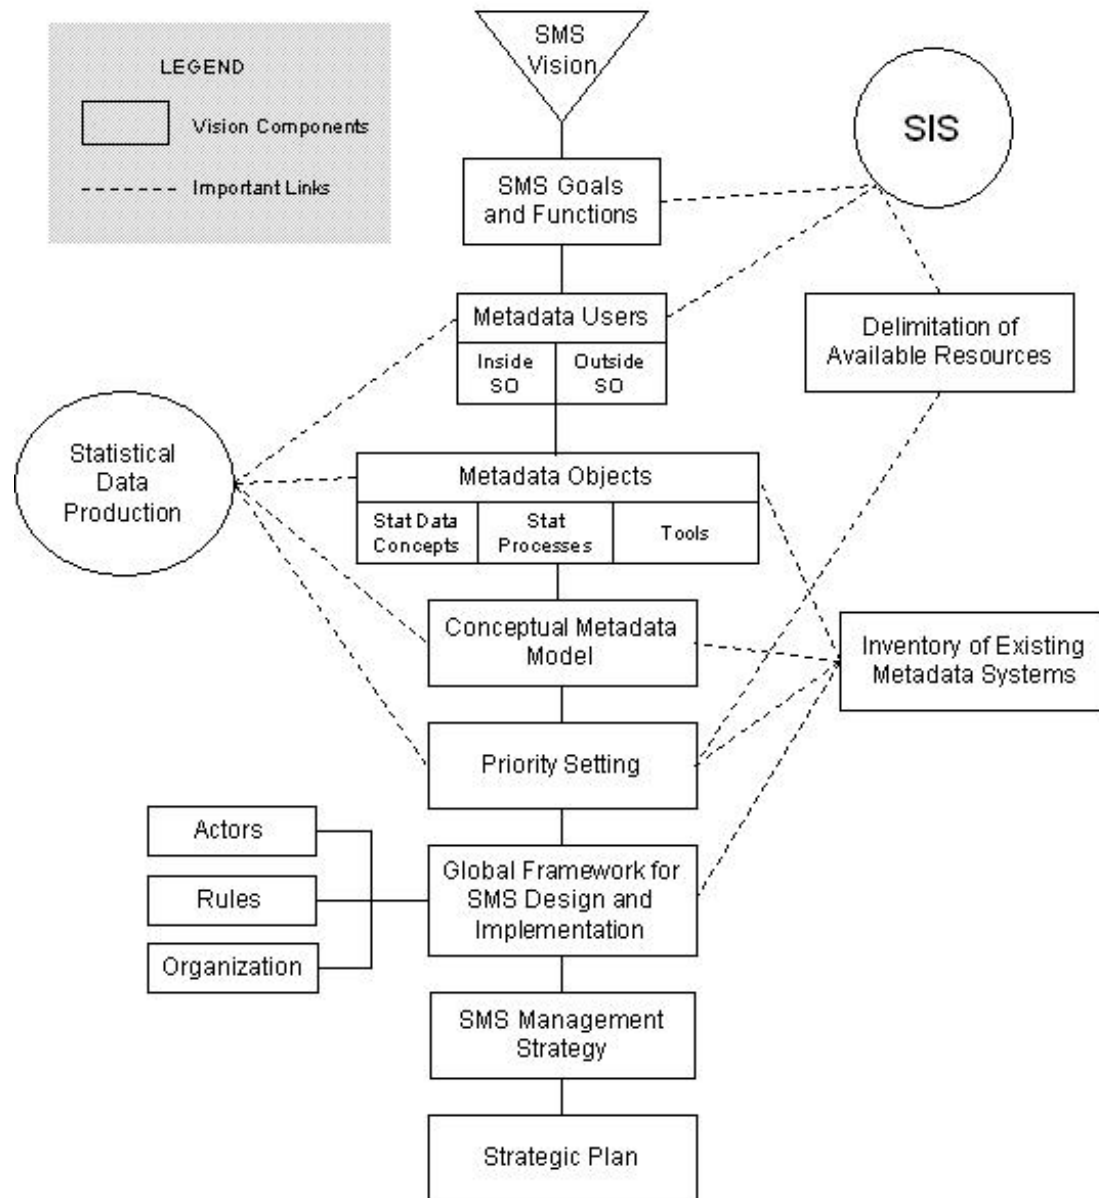 LEGEND
Vision Components
Important Links
SMS
Vision
SIS
SMS Goals
and Functions
Metadata Users
Inside
SO
Outside
SO
Delimitation of
Available Resources
Statistical
Data
Production
Metadata Objects
Stat Data
Concepts
Stat
Processes
Tools
Conceptual Metadata
Model
Inventory of Existing
Metadata Systems
Priority Setting
Actors
Rules
Organization
Global Framework for
SMS Design and
Implementation
SMS Management
Strategy
Strategic Plan